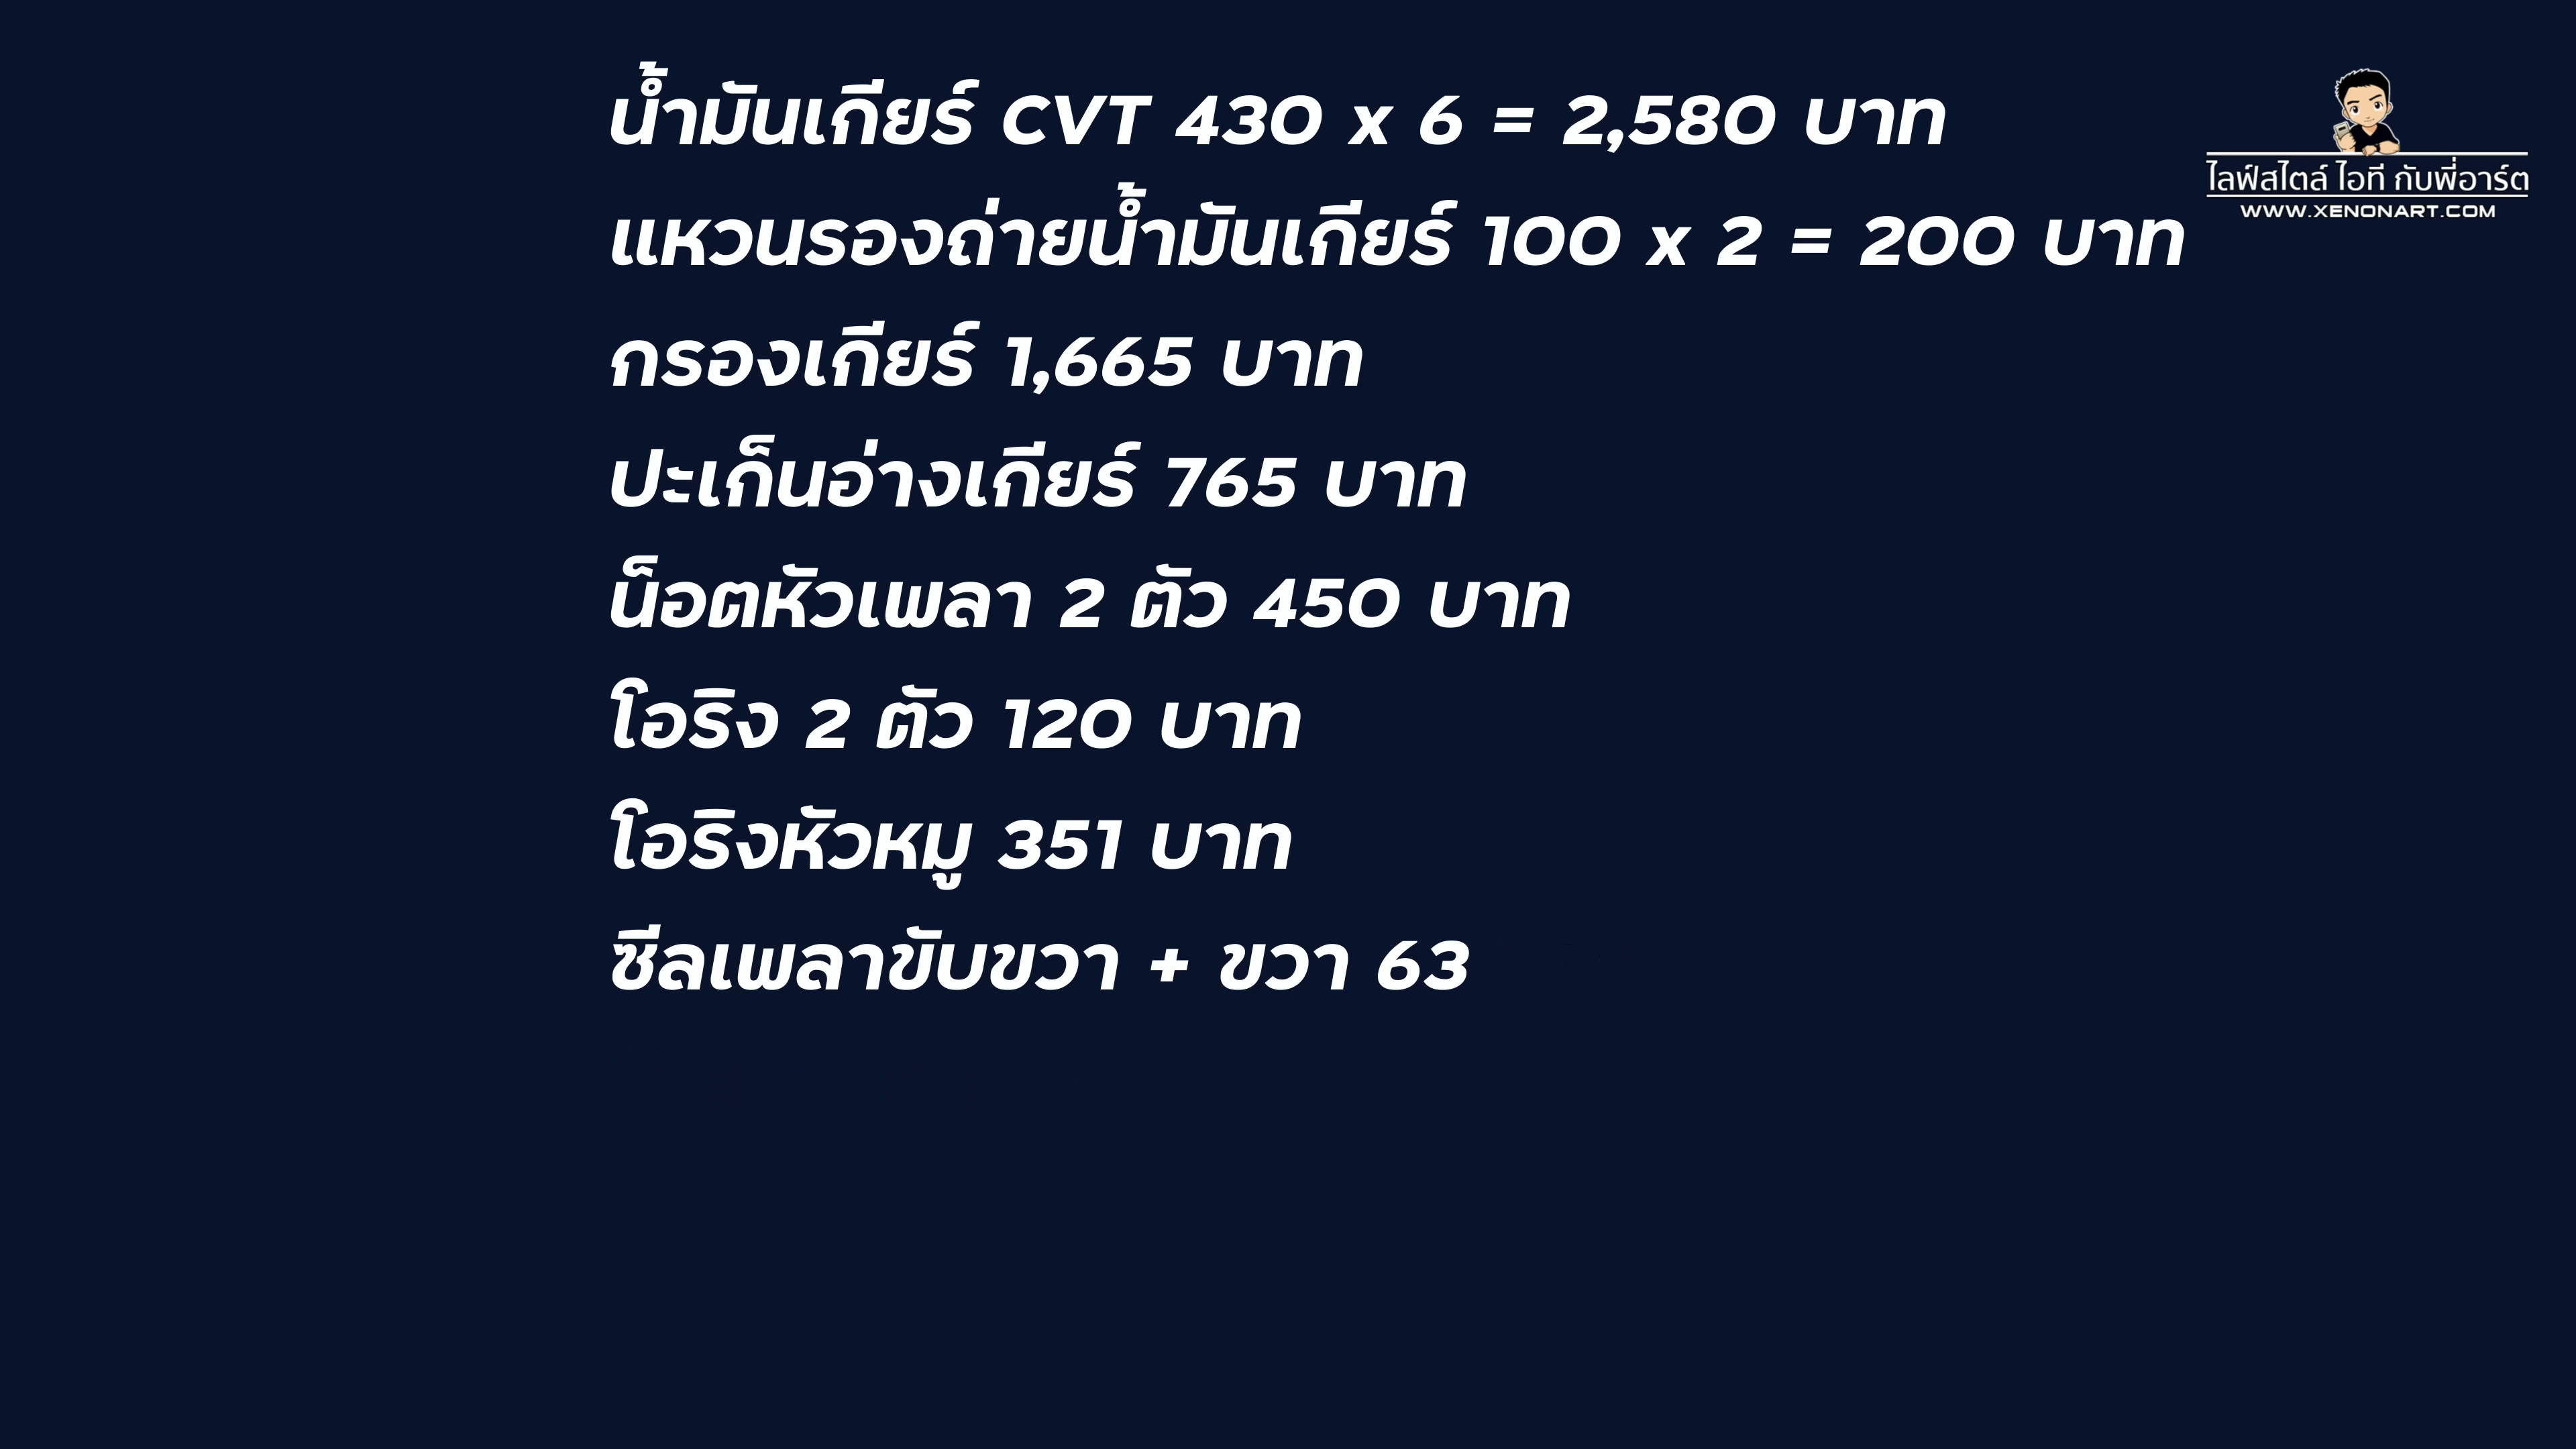 น้ำมันเกียร์ CVT 430 x 6 = 2,580 บาท
ไลฟ์สไตล์ ไอที กับพี่อาร์ต
WWW.XENONART.COM
แหวนรองถ่ายน้ำมันเกียร์ 100 x 2 = 200 บาท
กรองเกียร์ 1,665 บาท
ปะเก็นอ่างเกียร์ 765 บาท
น็อตหัวเพลา 2 ตัว 450 บาท
โอริง 2 ตัว 120 บาท
โอริงหัวหมู 351 บาท
ซีลเพลาขับขวา + ขวา 63